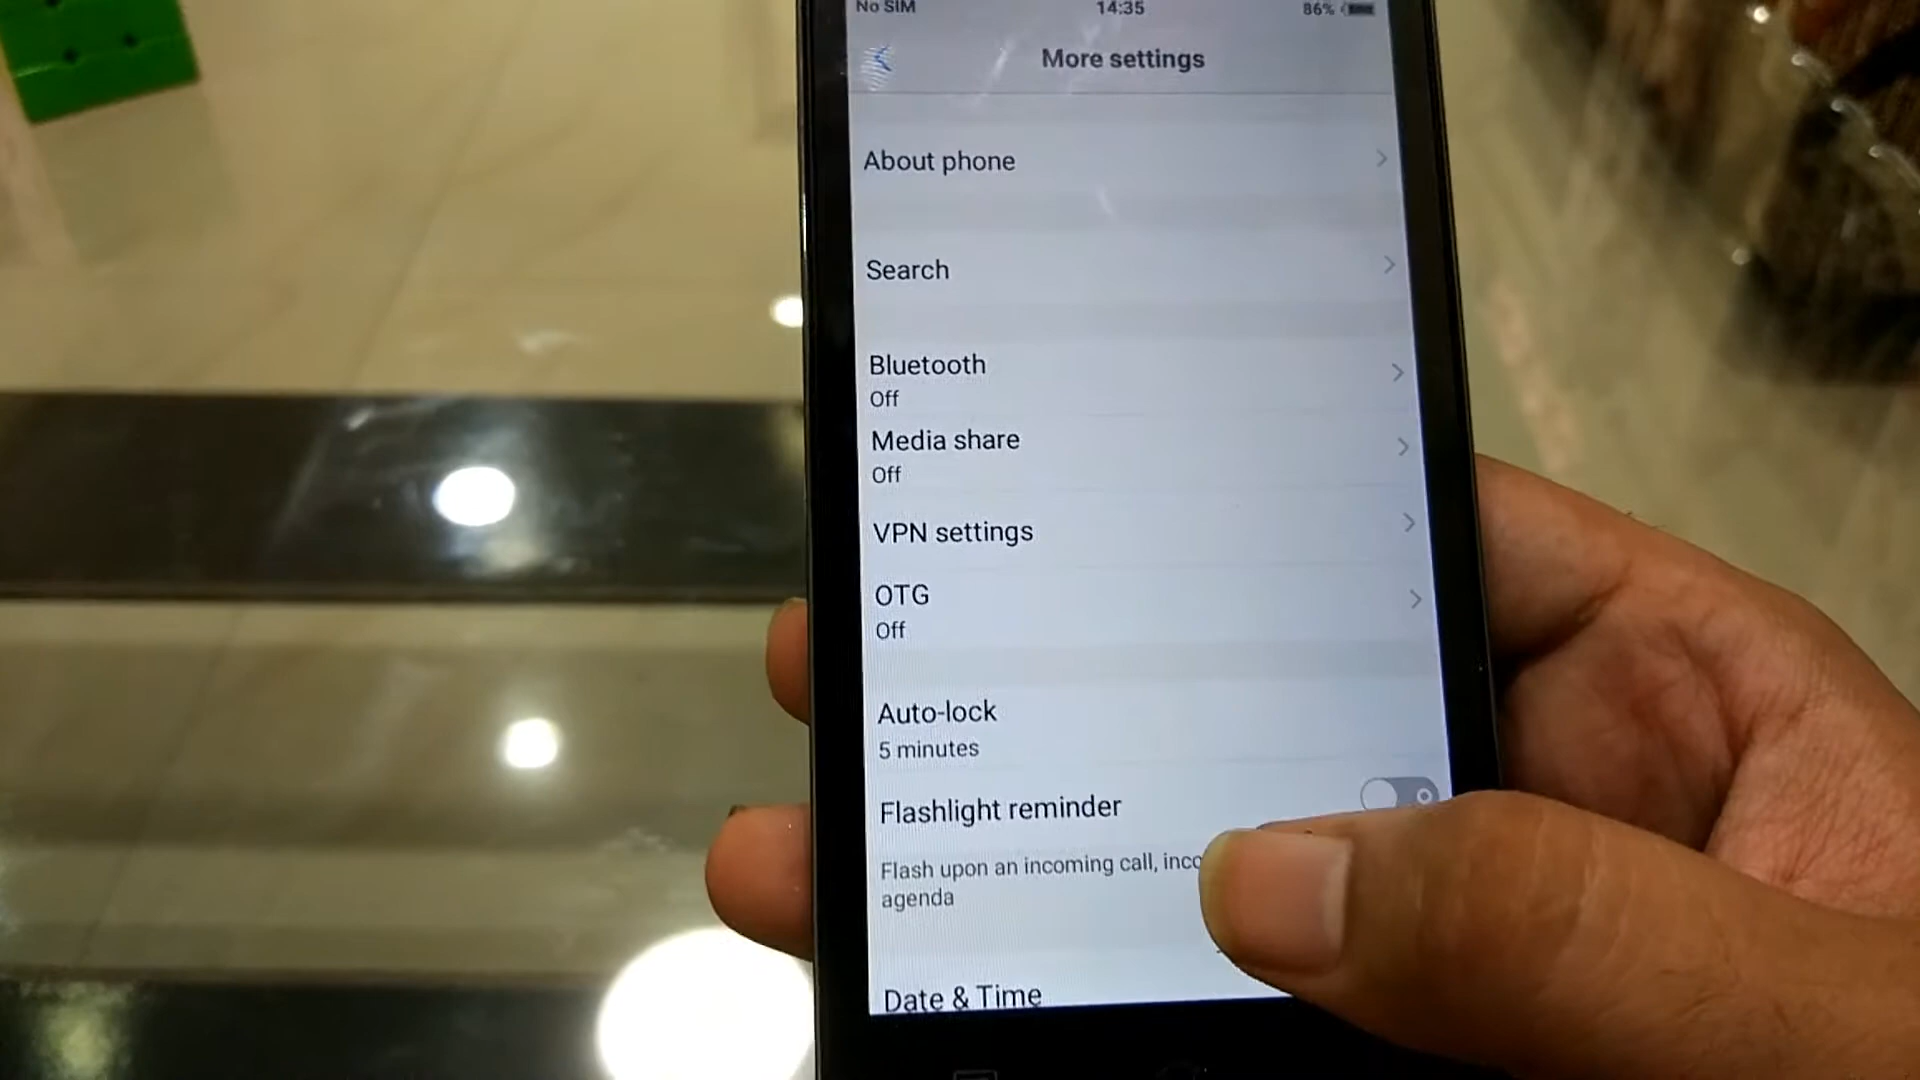 No SIM 14:35 86%
More settings
About phone
Search
Bluetooth
Off
Media share
Off
VPN settings
OTG
Off
Auto-lock
5 minutes
Flashlight reminder
Flash upon an incoming call,
agenda
Date & Time